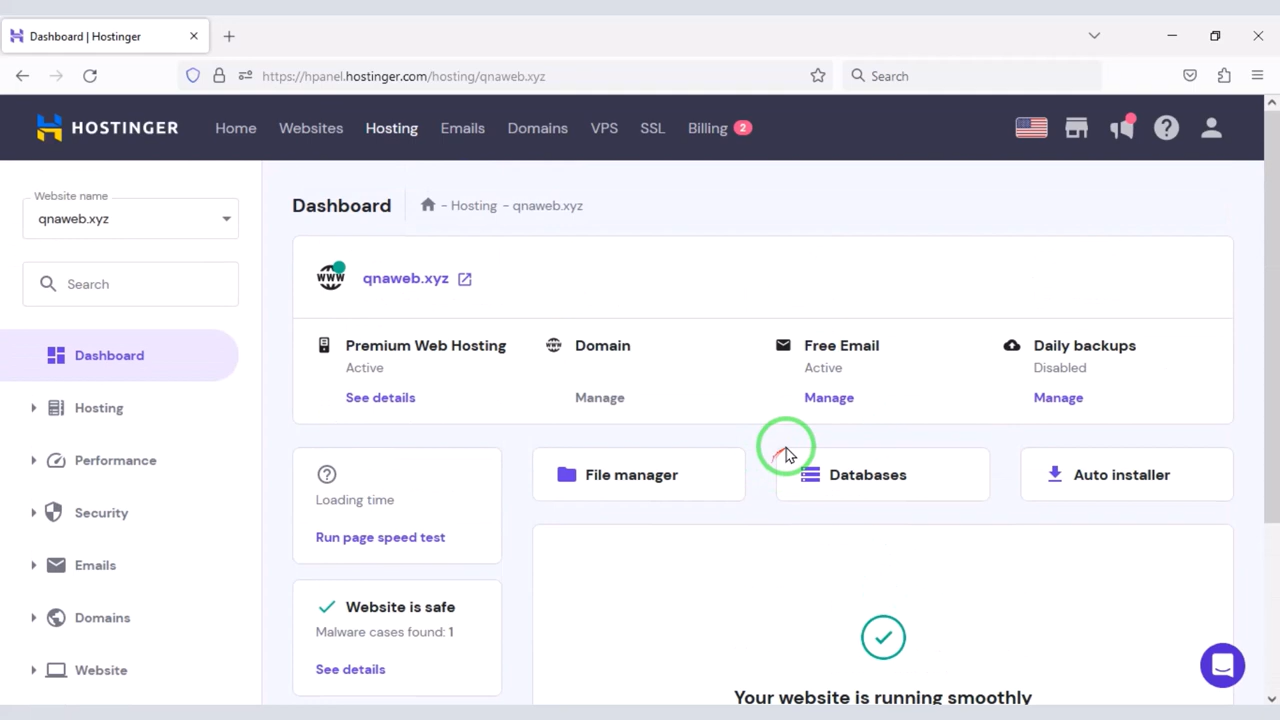 Dashboard | Hostinger
https://hpanel.hostinger.com/hosting/qnaweb.xyz
Search
HOSTINGER Home Websites Hosting Emails Domains VPS SSL Billing 2
Website name
qnaweb.xyz
Search
Dashboard
Hosting
Performance
Security
Emails
Domains
Website
Dashboard - Hosting - qnaweb.xyz
www qnaweb.xyz
Premium Web Hosting
Active
See details
www Domain
Manage
Free Email
Active
Manage
Daily backups
Disabled
Manage
Loading time
Run page speed test
File manager
Databases
Auto installer
Website is safe
Malware cases found: 1
See details
Your website is running smoothly